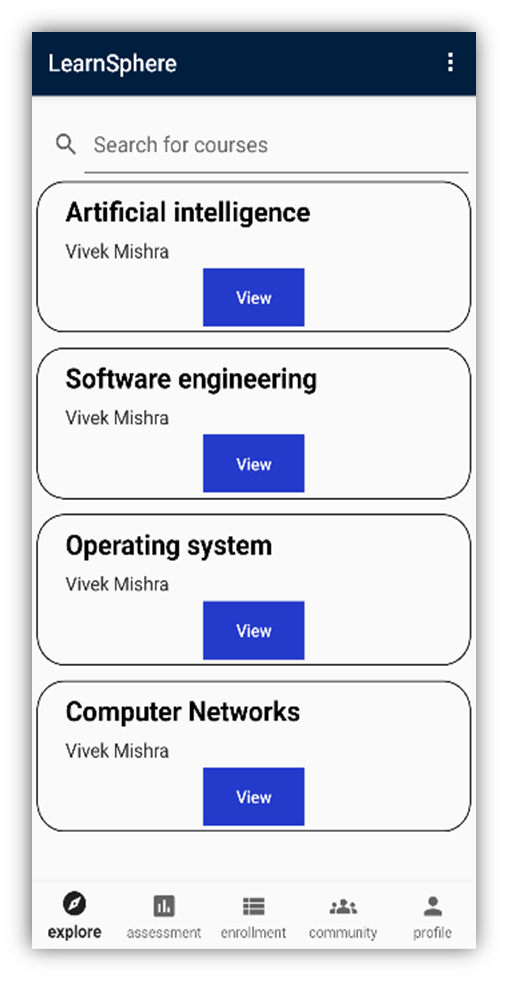 LearnSphere
Search for courses
Artificial intelligence
Vivek Mishra
View
Software engineering
Vivek Mishra
View
Operating system
Vivek Mishra
View
Computer Networks
Vivek Mishra
View
explore assessment enrollment community profile